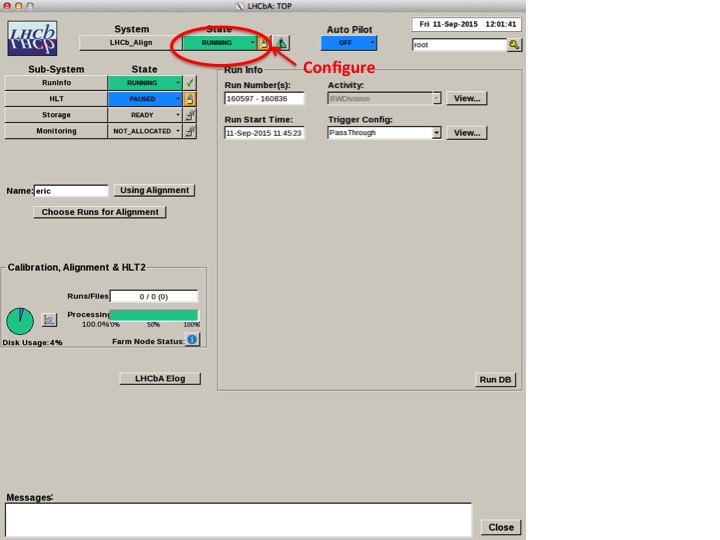 LHCbA: TOP
LHCb
LHCb
System
State
Auto Pilot
Fri 11-Sep-2015 12:01:41
LHCb_Align
RUNNING
OFF
root
Configure
Sub-System
State
RunInfo
RUNNING
HLT
PAUSED
Storage
READY
Monitoring
NOT_ALLOCATED
Run Info
Run Number(s):
Activity:
160597 - 160836
BWDivision
View...
Run Start Time:
Trigger Config:
11-Sep-2015 11:45:23
PassThrough
View...
Name: eric
Using Alignment
Choose Runs for Alignment
Calibration, Alignment & HLT2
Runs/Files
0 / 0 (0)
Processing
100.0%
0% 50% 100%
Disk Usage: 4%
Farm Node Status:
LHCbA Elog
Run DB
Messages:
Close